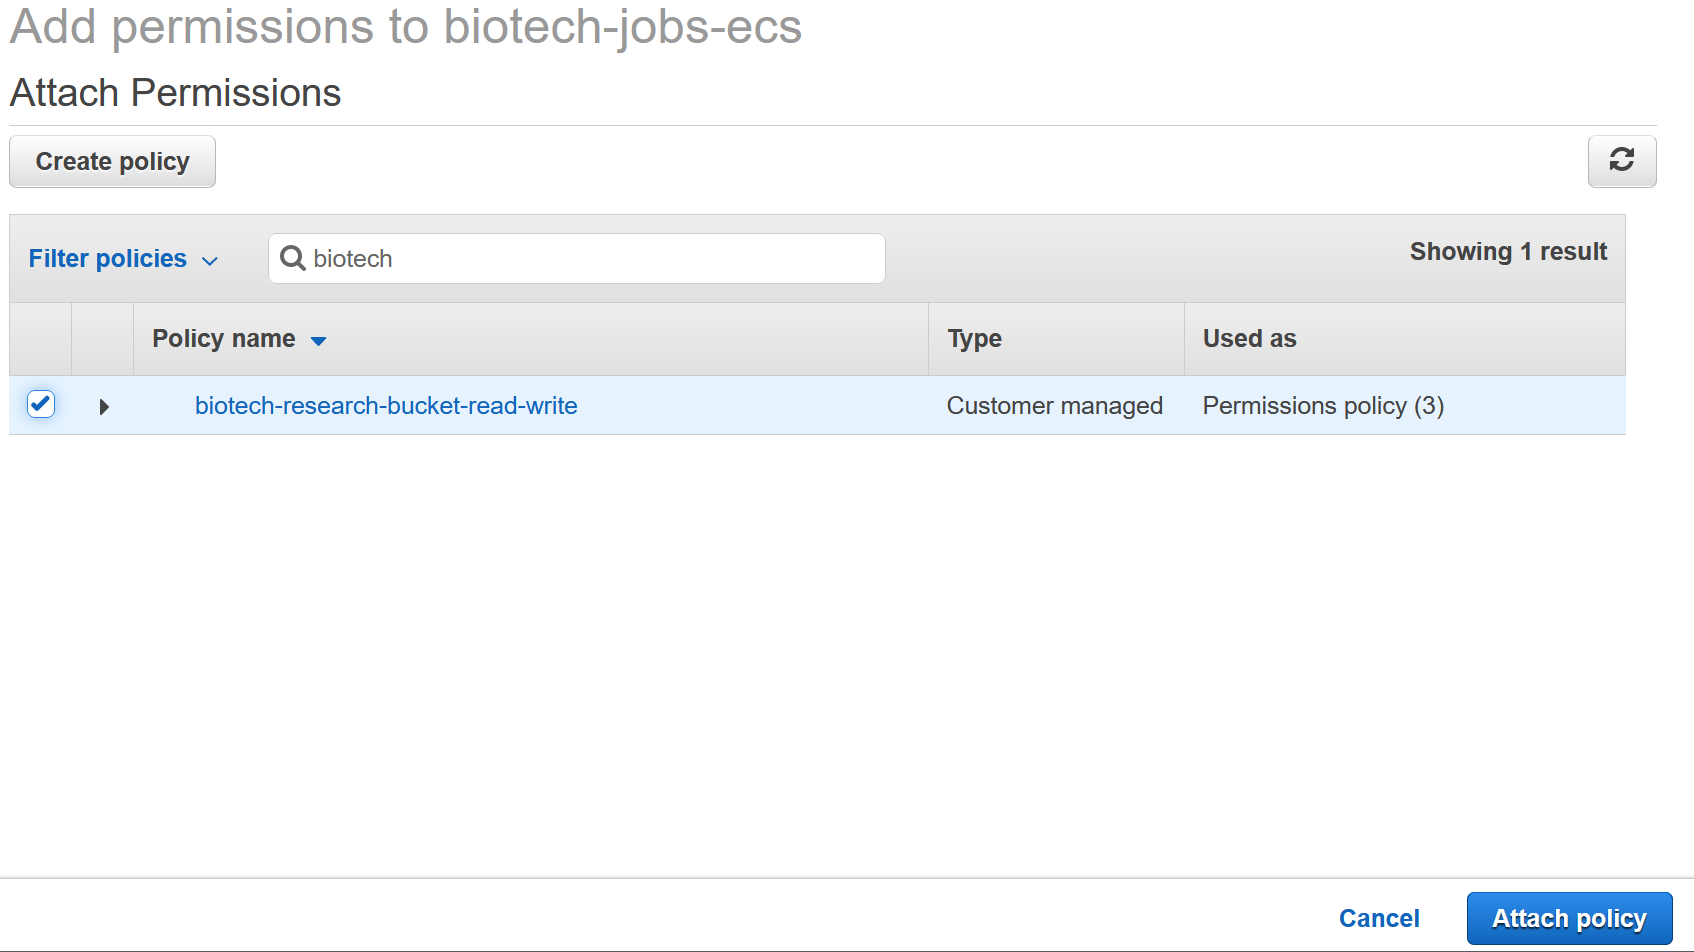 Add permissions to biotech-jobs-ecs
Attach Permissions
Create policy
Filter policies
biotech
Showing 1 result
Policy name
Type
Used as
biotech-research-bucket-read-write
Customer managed
Permissions policy (3)
Cancel
Attach policy